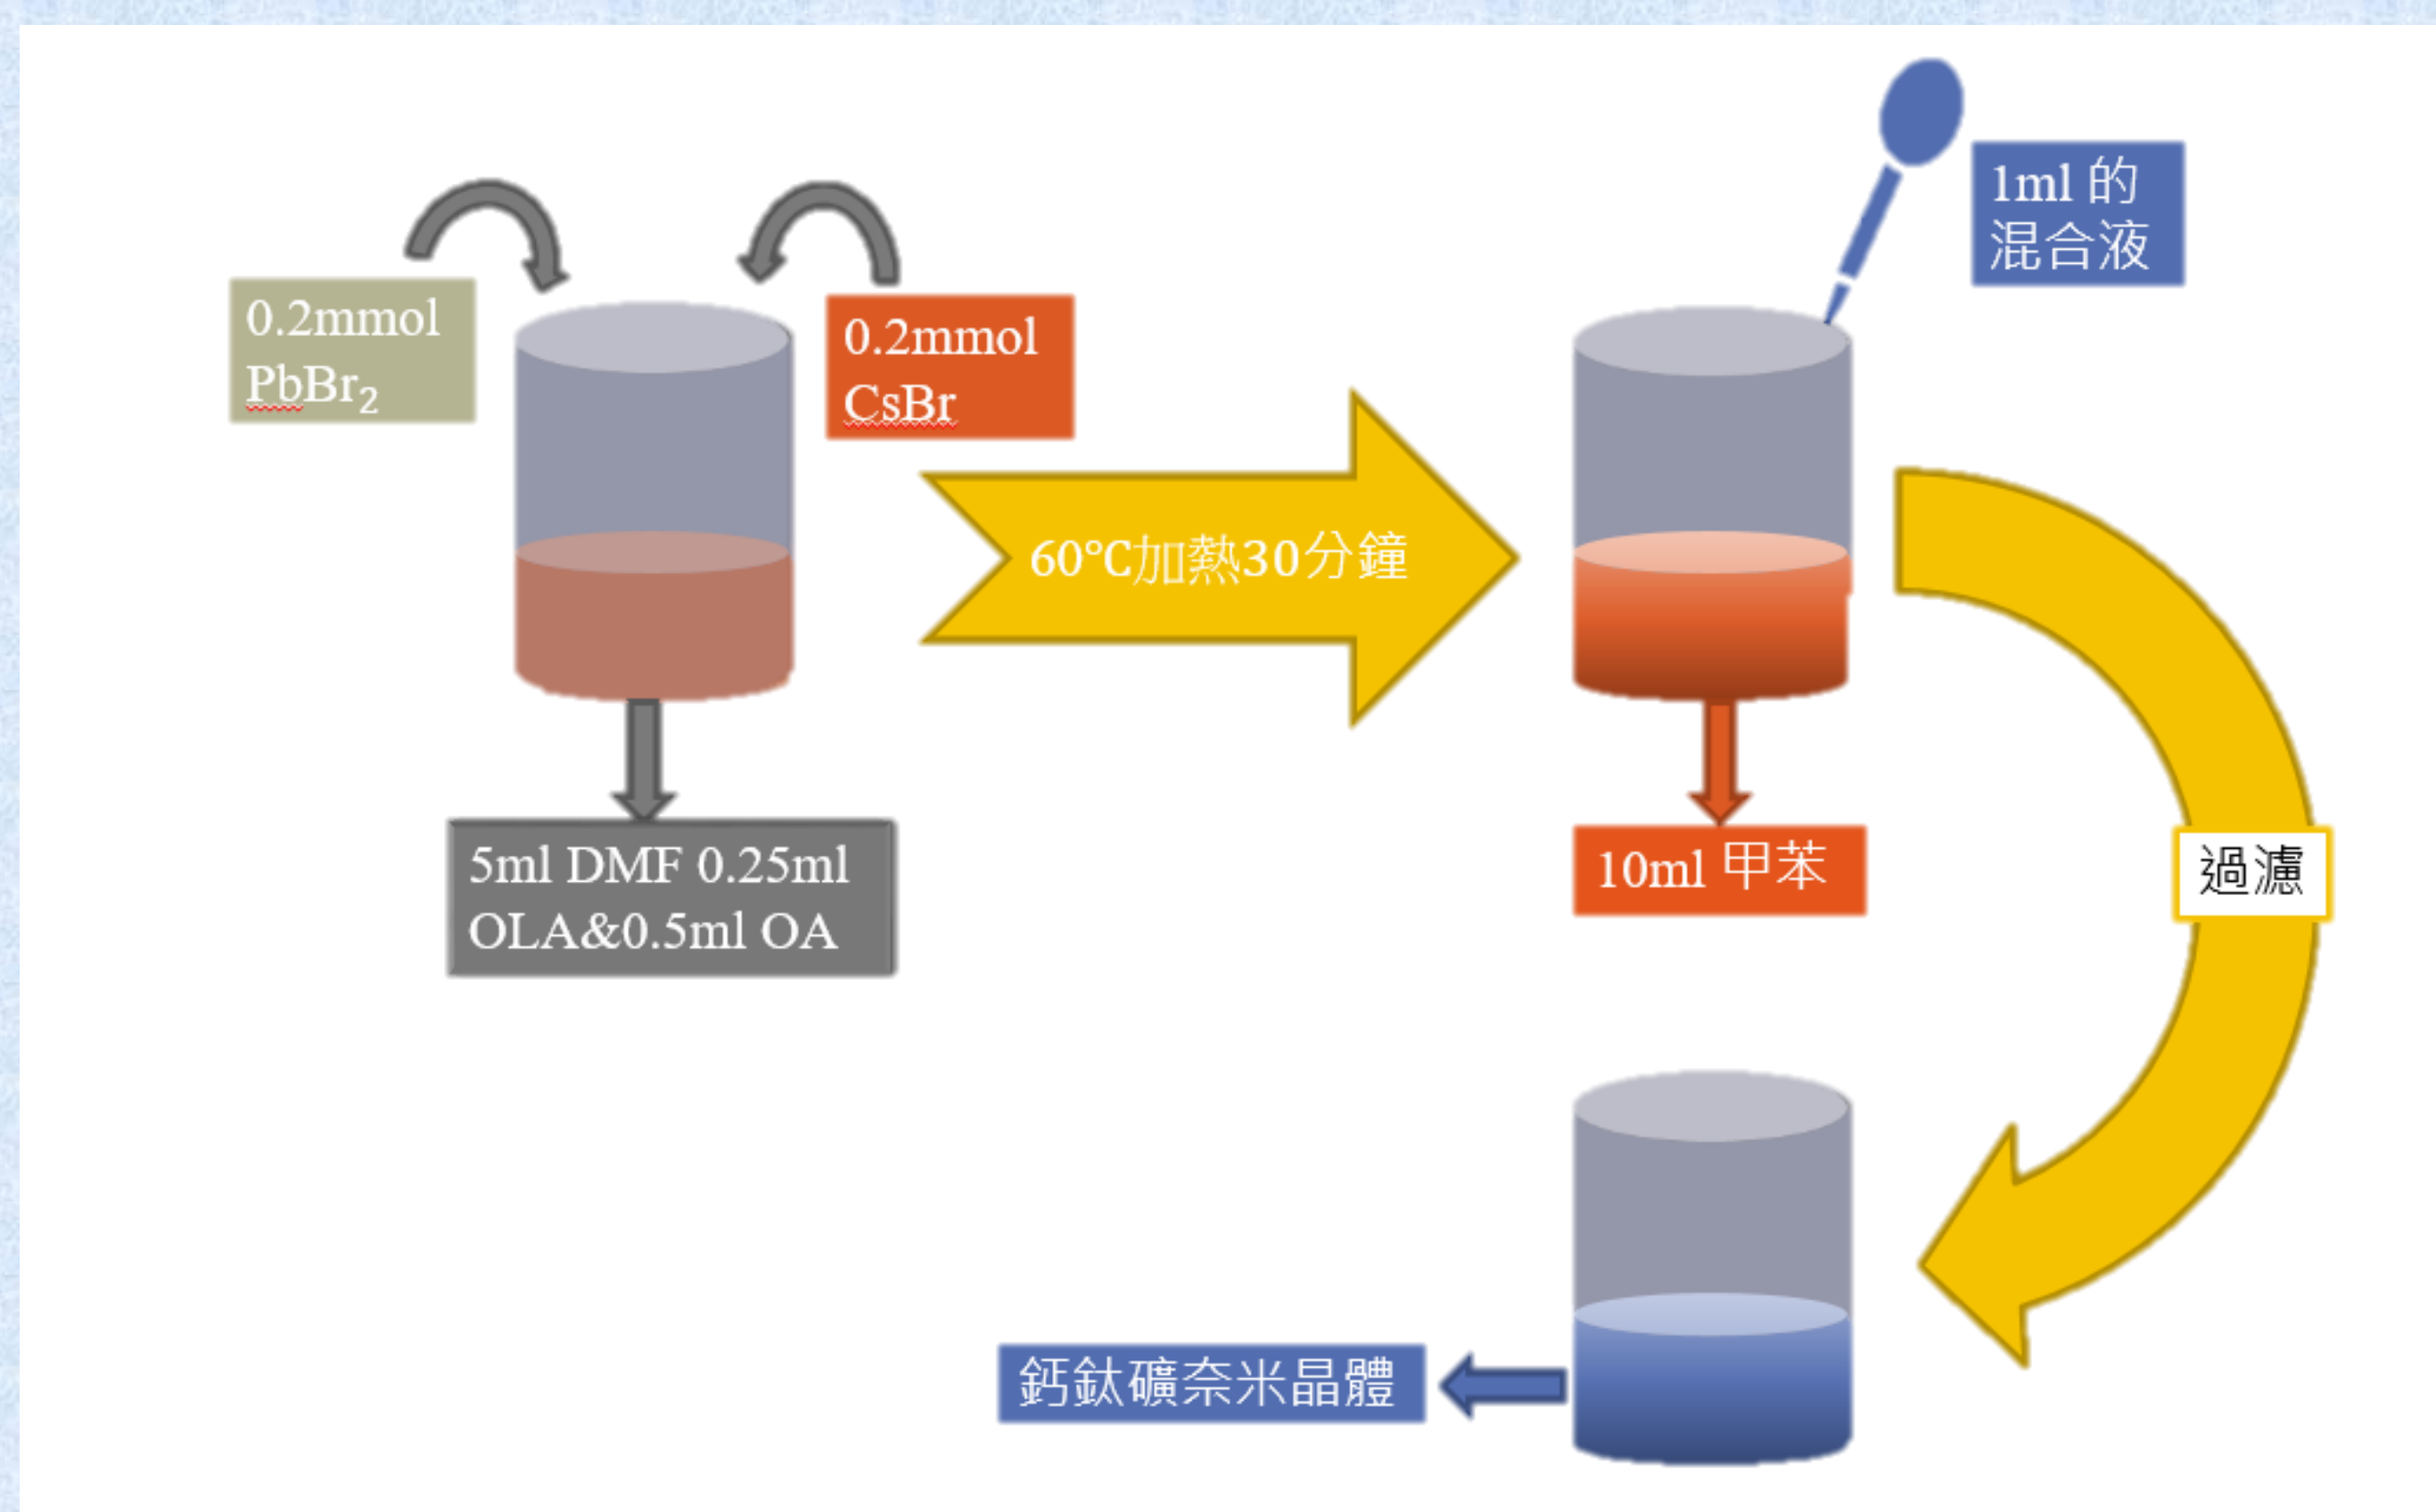 0.2mmol
PbBr₂
0.2mmol
CsBr
5ml DMF 0.25ml
OLA&0.5ml OA
60°C加熱30分鐘
1ml 的
混合液
10ml 甲苯
過濾
鈣鈦礦奈米晶體